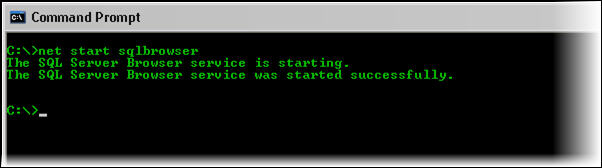 C:\
Command Prompt
C:\>net start sqlbrowser
The SQL Server Browser service is starting.
The SQL Server Browser service was started successfully.
C:\>_